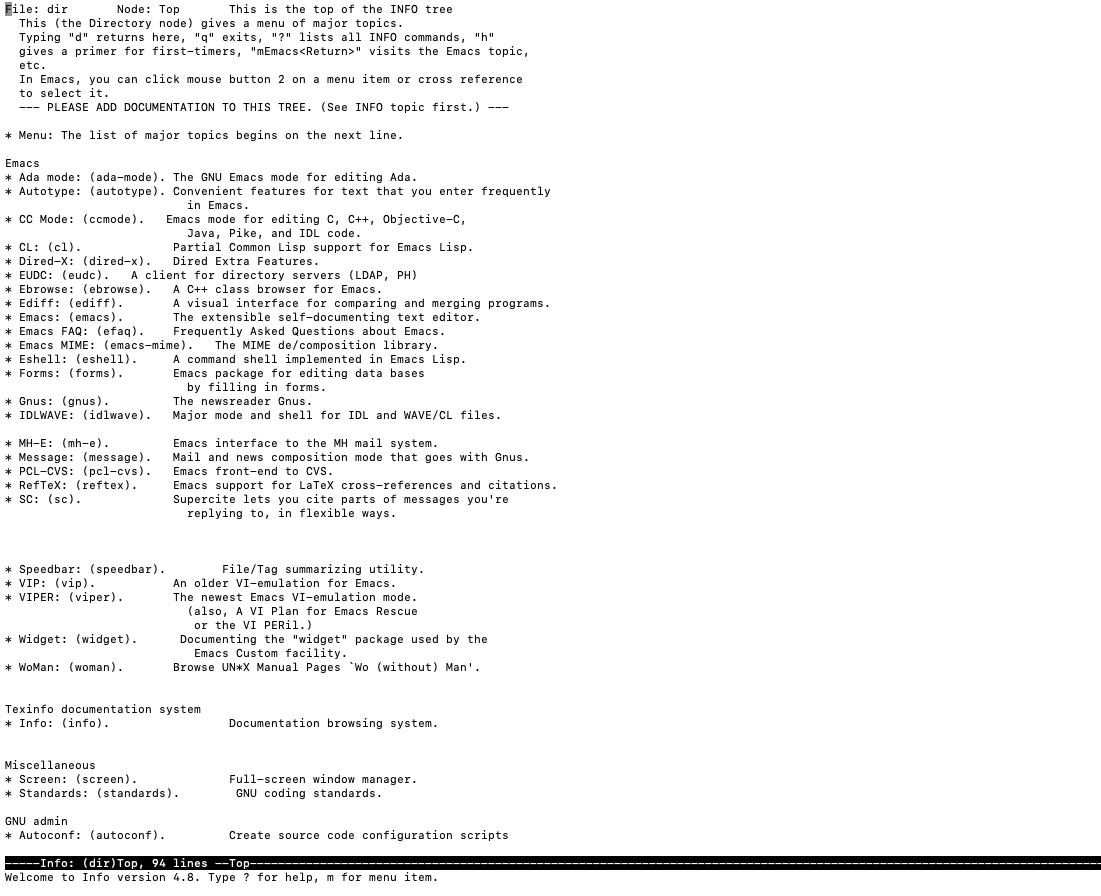 File: dir       Node: Top       This is the top of the INFO tree
  This (the Directory node) gives a menu of major topics.
  Typing "d" returns here, "q" exits, "?" lists all INFO commands, "h"
  gives a primer for first-timers, "mEmacs<Return>" visits the Emacs topic,
  etc.
  In Emacs, you can click mouse button 2 on a menu item or cross reference
  to select it.
  --- PLEASE ADD DOCUMENTATION TO THIS TREE. (See INFO topic first.) ---

* Menu: The list of major topics begins on the next line.

Emacs
* Ada mode: (ada-mode). The GNU Emacs mode for editing Ada.
* Autotype: (autotype). Convenient features for text that you enter frequently
                          in Emacs.
* CC Mode: (ccmode).   Emacs mode for editing C, C++, Objective-C,
                          Java, Pike, and IDL code.
* CL: (cl).             Partial Common Lisp support for Emacs Lisp.
* Dired-X: (dired-x).   Dired Extra Features.
* EUDC: (eudc).   A client for directory servers (LDAP, PH)
* Ebrowse: (ebrowse).   A C++ class browser for Emacs.
* Ediff: (ediff).       A visual interface for comparing and merging programs.
* Emacs: (emacs).       The extensible self-documenting text editor.
* Emacs FAQ: (efaq).    Frequently Asked Questions about Emacs.
* Emacs MIME: (emacs-mime).   The MIME de/composition library.
* Eshell: (eshell).     A command shell implemented in Emacs Lisp.
* Forms: (forms).       Emacs package for editing data bases
                          by filling in forms.
* Gnus: (gnus).         The newsreader Gnus.
* IDLWAVE: (idlwave).   Major mode and shell for IDL and WAVE/CL files.

* MH-E: (mh-e).         Emacs interface to the MH mail system.
* Message: (message).   Mail and news composition mode that goes with Gnus.
* PCL-CVS: (pcl-cvs).   Emacs front-end to CVS.
* RefTeX: (reftex).     Emacs support for LaTeX cross-references and citations.
* SC: (sc).             Supercite lets you cite parts of messages you're
                          replying to, in flexible ways.

* Speedbar: (speedbar).        File/Tag summarizing utility.
* VIP: (vip).           An older VI-emulation for Emacs.
* VIPER: (viper).       The newest Emacs VI-emulation mode.
                          (also, A VI Plan for Emacs Rescue
                           or the VI PERil.)
* Widget: (widget).      Documenting the "widget" package used by the
                           Emacs Custom facility.
* WoMan: (woman).       Browse UN*X Manual Pages `Wo (without) Man'.

Texinfo documentation system
* Info: (info).                 Documentation browsing system.

Miscellaneous
* Screen: (screen).             Full-screen window manager.
* Standards: (standards).        GNU coding standards.

GNU admin
* Autoconf: (autoconf).         Create source code configuration scripts

-----Info: (dir)Top, 94 lines --Top-----
Welcome to Info version 4.8. Type ? for help, m for menu item.